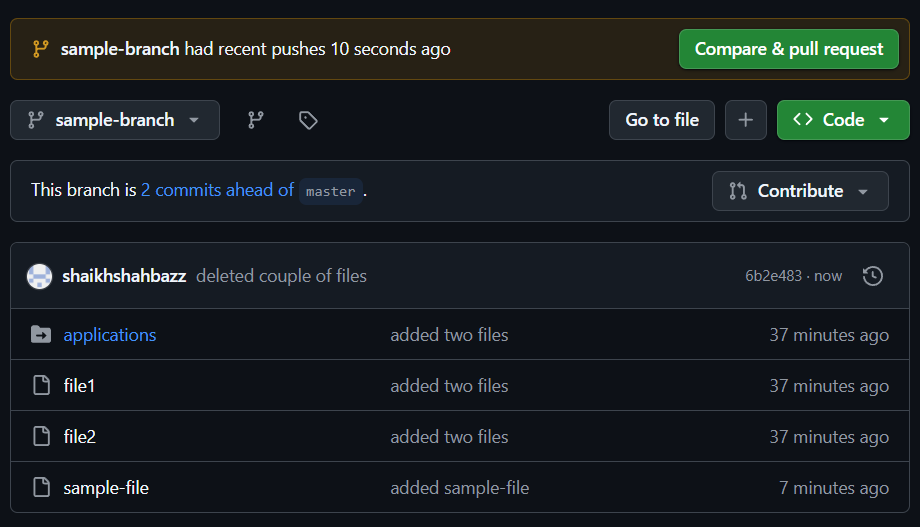 sample-branch had recent pushes 10 seconds ago Compare & pull request
sample-branch Go to file Code
This branch is 2 commits ahead of master. Contribute
shaikhshahbazz deleted couple of files 6b2e483 · now
applications added two files 37 minutes ago
file1 added two files 37 minutes ago
file2 added two files 37 minutes ago
sample-file added sample-file 7 minutes ago